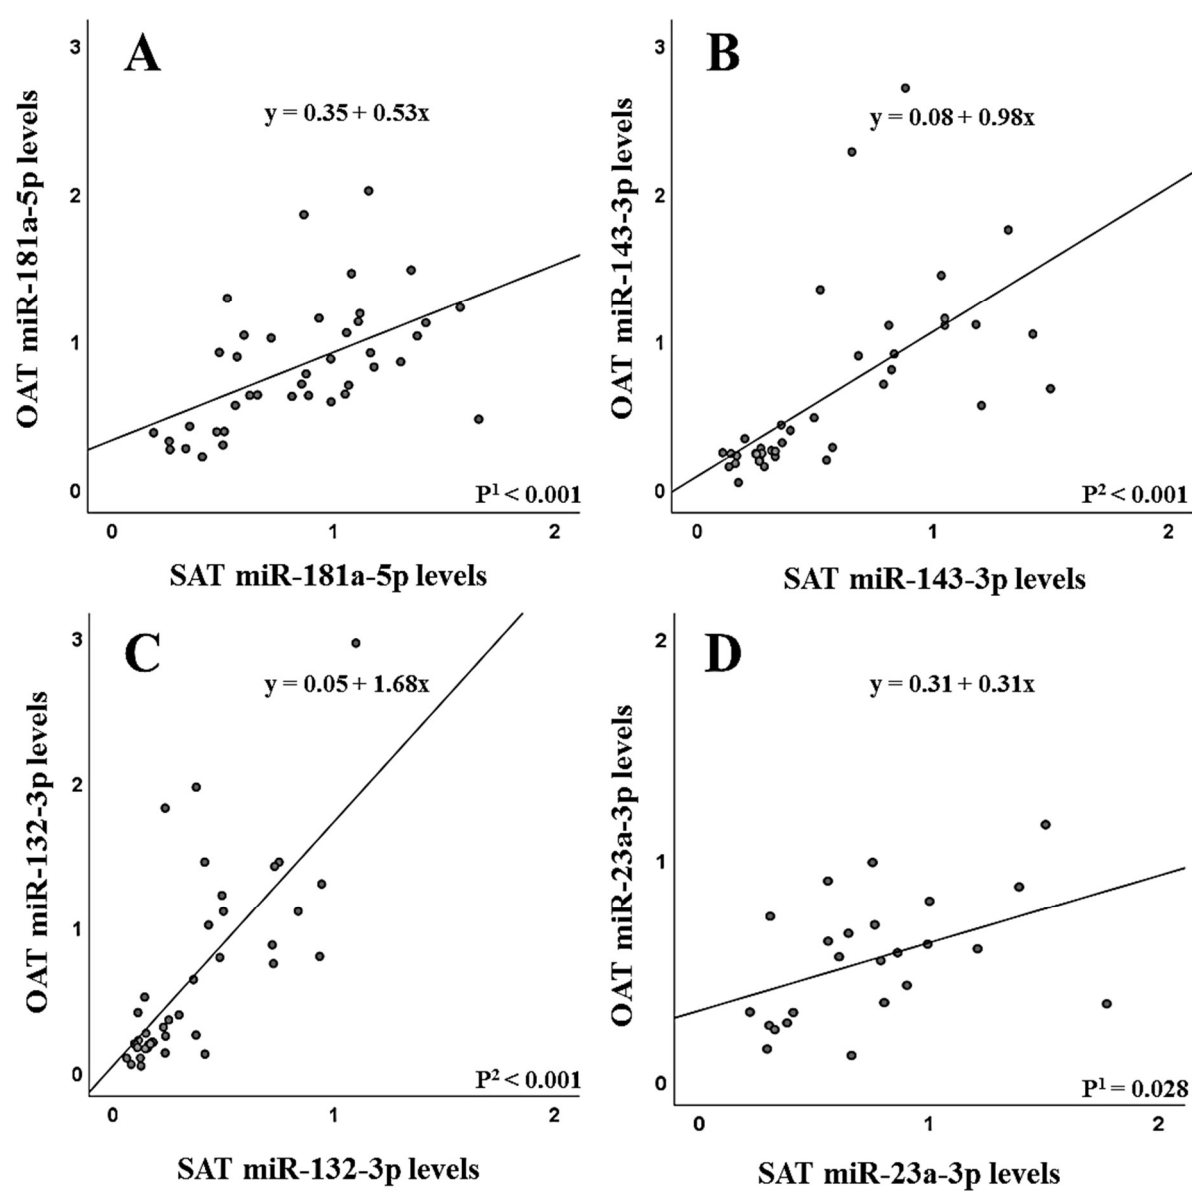 A
y = 0.35 + 0.53x
OAT miR-181a-5p levels
3
2
1
0
P¹ < 0.001
0 1 2
SAT miR-181a-5p levels
B
y = 0.08 + 0.98x
OAT miR-143-3p levels
3
2
1
0
P² < 0.001
0 1 2
SAT miR-143-3p levels
C
y = 0.05 + 1.68x
OAT miR-132-3p levels
3
2
1
0
P² < 0.001
0 1 2
SAT miR-132-3p levels
D
y = 0.31 + 0.31x
OAT miR-23a-3p levels
2
1
0
P¹ = 0.028
0 1 2
SAT miR-23a-3p levels